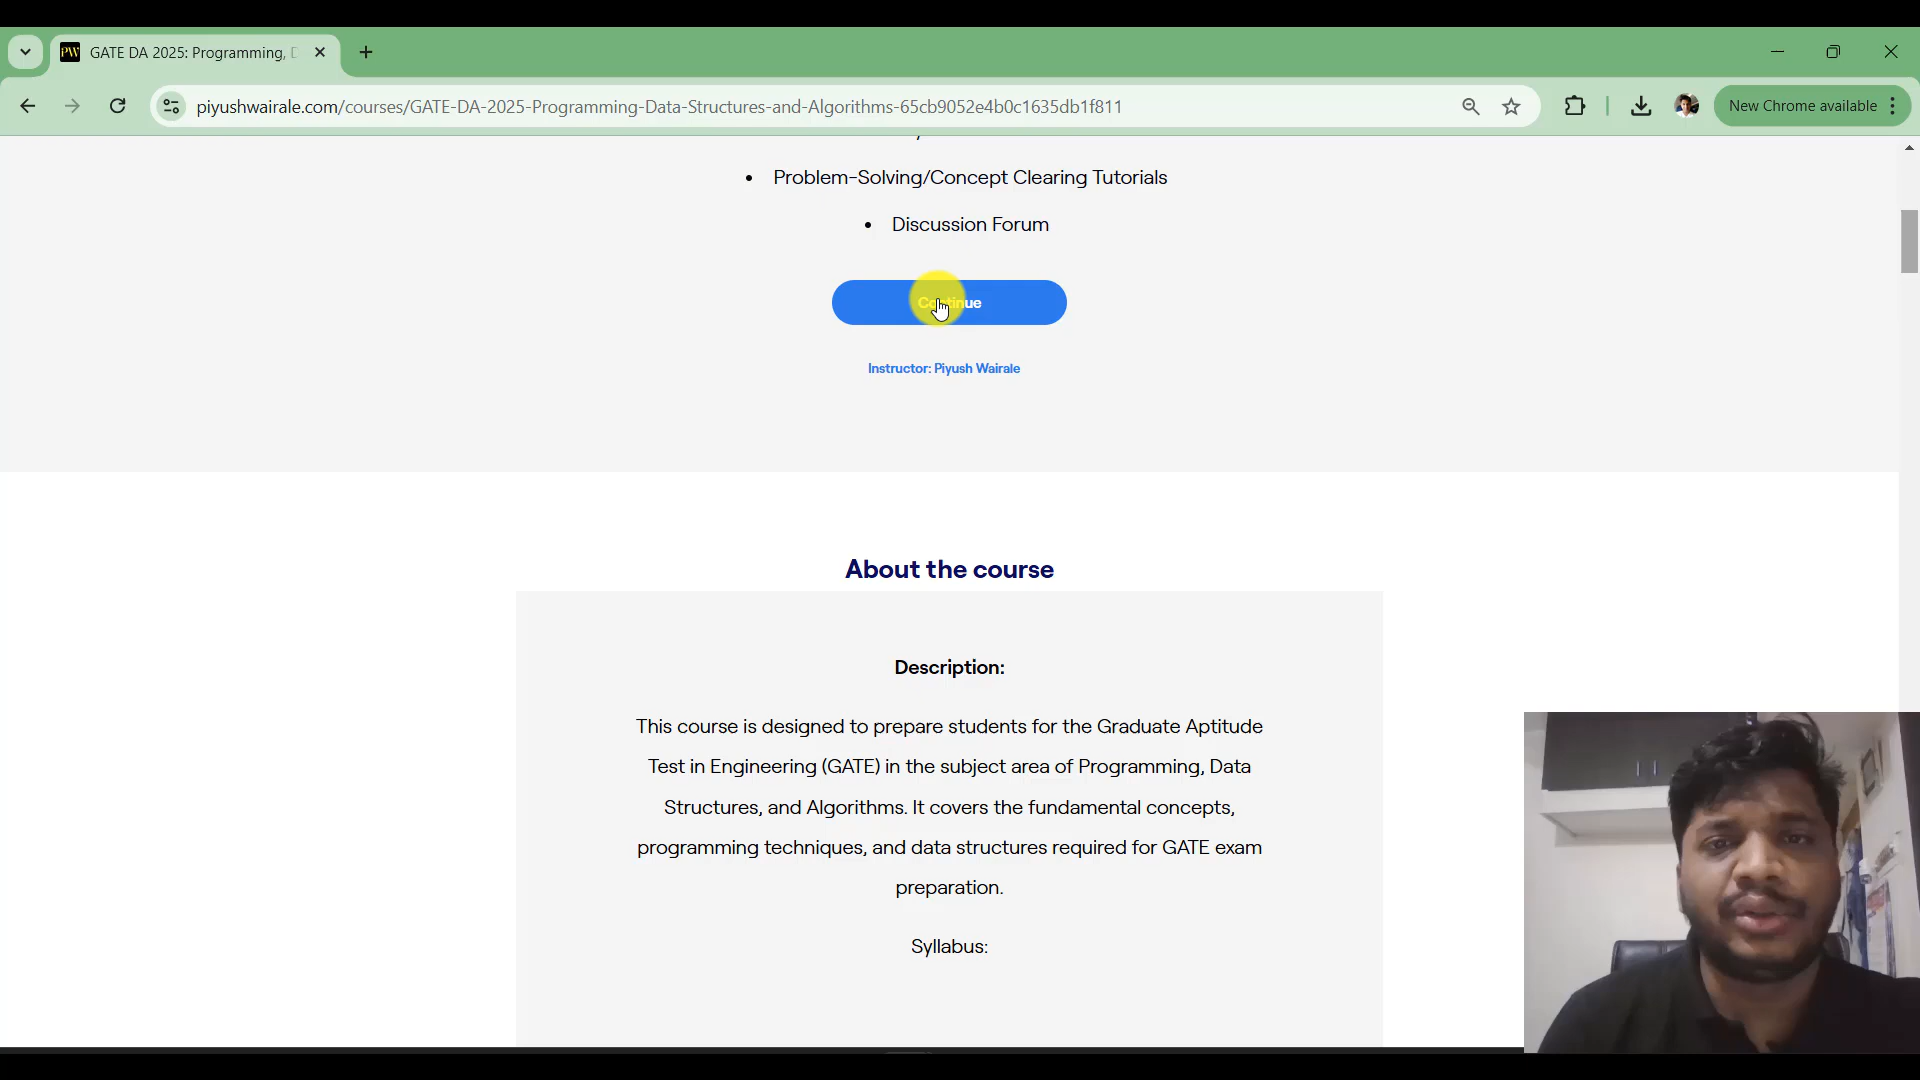 PW
GATE DA 2025: Programming, D
New Chrome available
piyushwairale.com/courses/GATE-DA-2025-Programming-Data-Structures-and-Algorithms-65cb9052e4b0c1635db1f811
• Problem-Solving/Concept Clearing Tutorials
• Discussion Forum
Continue
Instructor: Piyush Wairale
About the course
Description:
This course is designed to prepare students for the Graduate Aptitude
Test in Engineering (GATE) in the subject area of Programming, Data
Structures, and Algorithms. It covers the fundamental concepts,
programming techniques, and data structures required for GATE exam
preparation.
Syllabus: